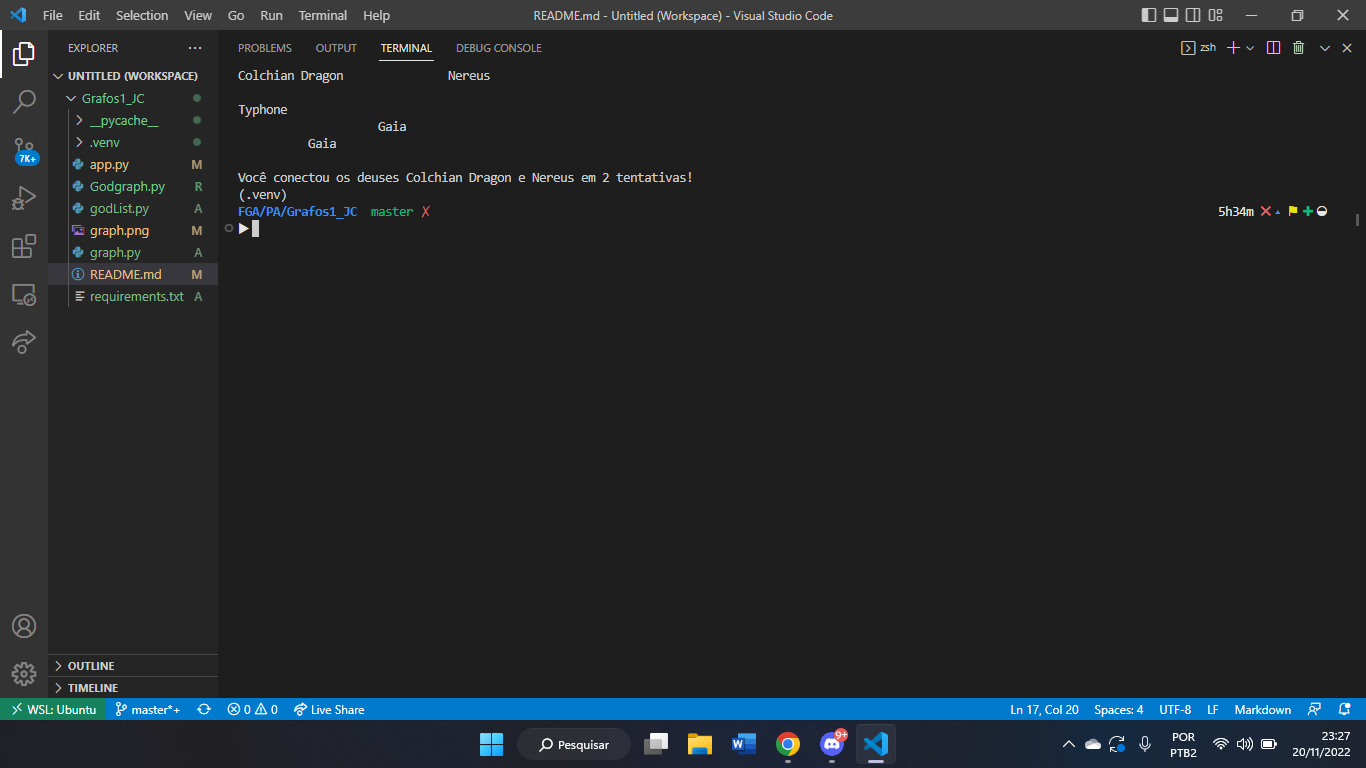 File Edit Selection View Go Run Terminal Help README.md - Untitled (Workspace) - Visual Studio Code
EXPLORER ···
UNTITLED (WORKSPACE)
Grafos1_JC
__pycache__
.venv
app.py M
Godgraph.py R
godList.py A
graph.png M
graph.py A
README.md M
requirements.txt A
OUTLINE
TIMELINE
7K+
PROBLEMS OUTPUT TERMINAL DEBUG CONSOLE zsh
Colchian Dragon Nereus
Typhone
Gaia
Gaia
Você conectou os deuses Colchian Dragon e Nereus em 2 tentativas!
(.venv)
FGA/PA/Grafos1_JC master ✗ 5h34m
WSL: Ubuntu master*+ 0 0 Live Share Ln 17, Col 20 Spaces: 4 UTF-8 LF Markdown
Pesquisar 9+ POR 23:27
PTB2 20/11/2022